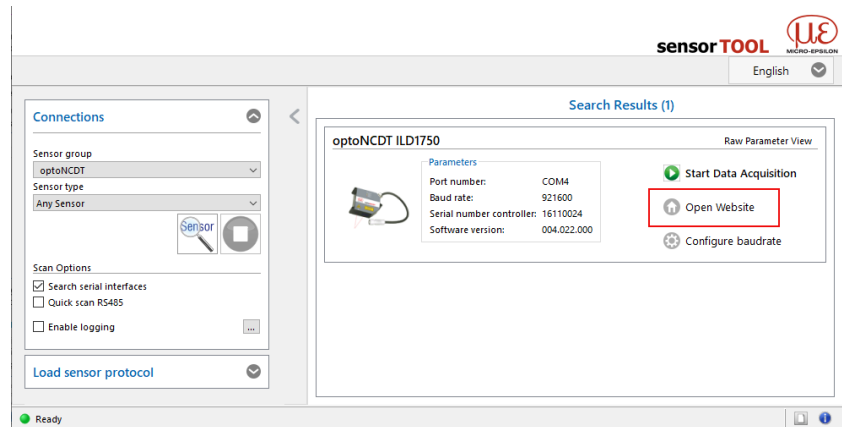 sensorTOOL
με
MICRO-EPSILON
English
Connections
Sensor group
optoNCDT
Sensor type
Any Sensor
Sensor
Scan Options
Search serial interfaces
Quick scan RS485
Enable logging
...
Load sensor protocol
Search Results (1)
optoNCDT ILD1750
Raw Parameter View
Parameters
Port number: COM4
Baud rate: 921600
Serial number controller: 16110024
Software version: 004.022.000
Start Data Acquisition
Open Website
Configure baudrate
Ready